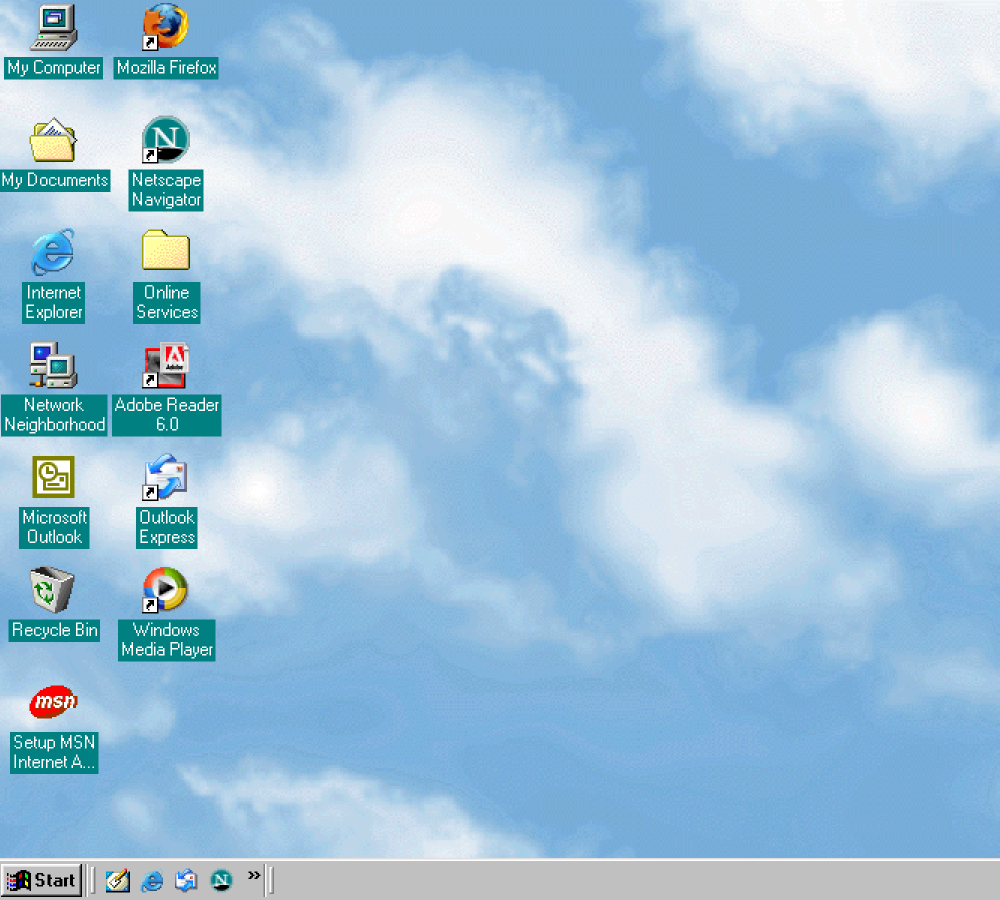 My Computer
Mozilla Firefox
My Documents
N
Netscape
Navigator
Internet
Explorer
Online
Services
Network
Neighborhood
Adobe
Adobe Reader
6.0
Microsoft
Outlook
Outlook
Express
Recycle Bin
Windows
Media Player
msn
Setup MSN
Internet A...
Start
N